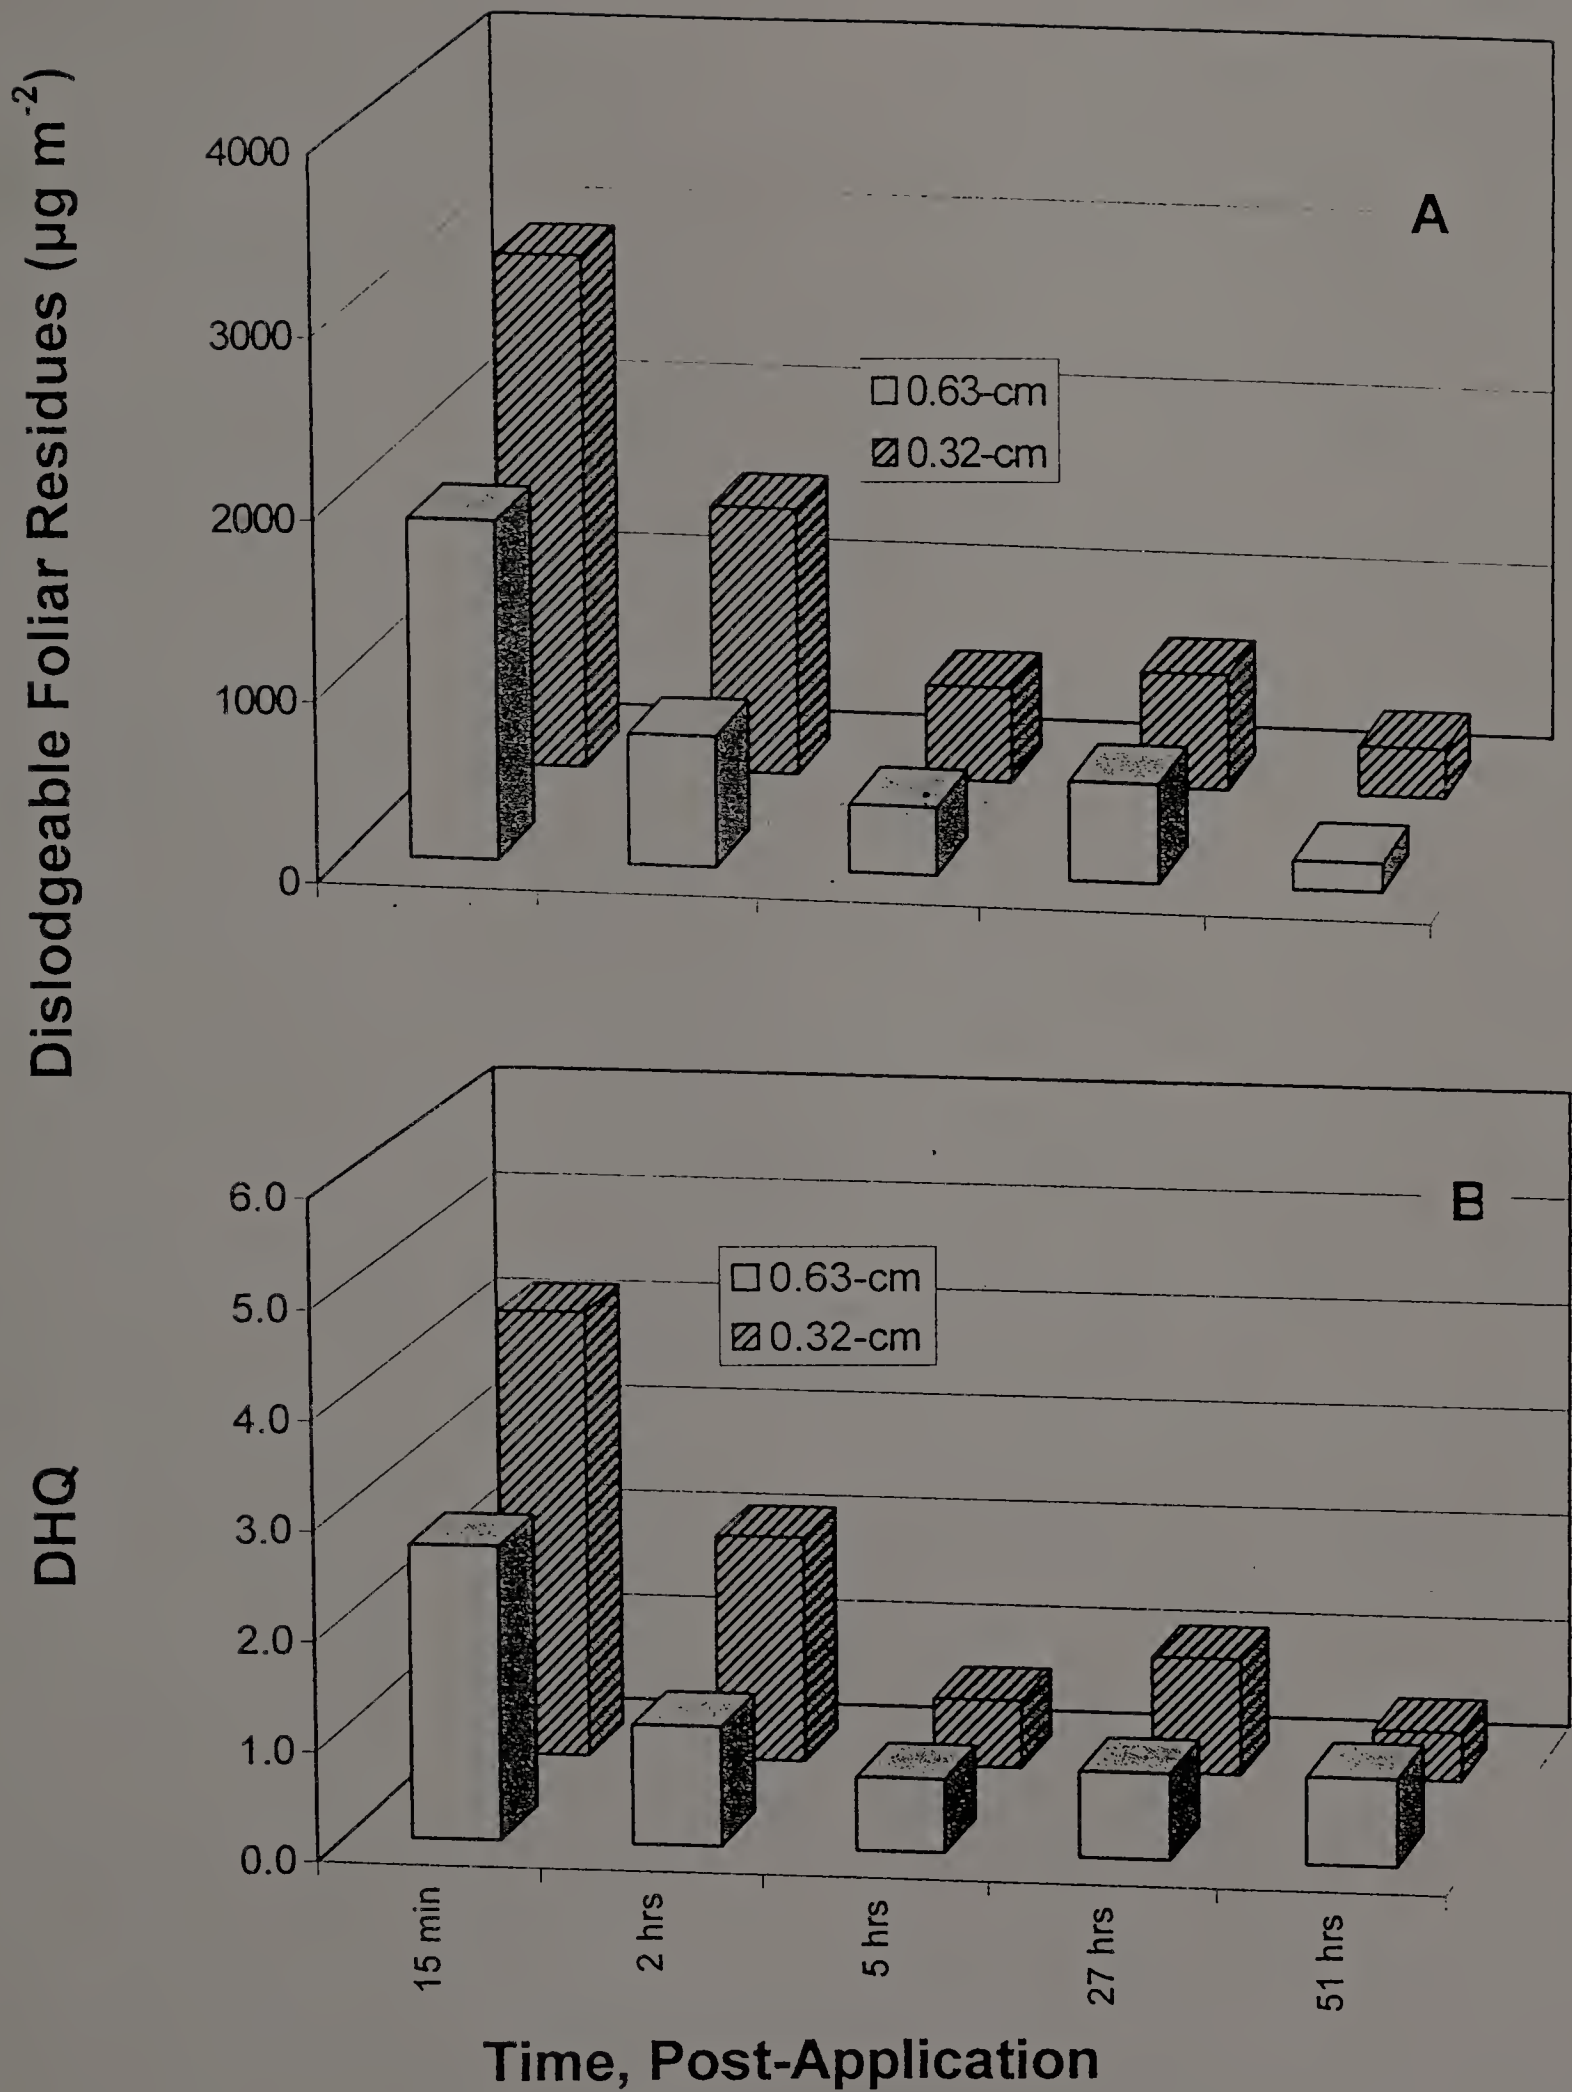 Dislodgeable Foliar Residues (µg m-2)
4000
3000
2000
1000
0
A
0.63-cm
0.32-cm
DHQ
6.0
5.0
4.0
3.0
2.0
1.0
0.0
B
0.63-cm
0.32-cm
15 min
2 hrs
5 hrs
27 hrs
51 hrs
Time, Post-Application